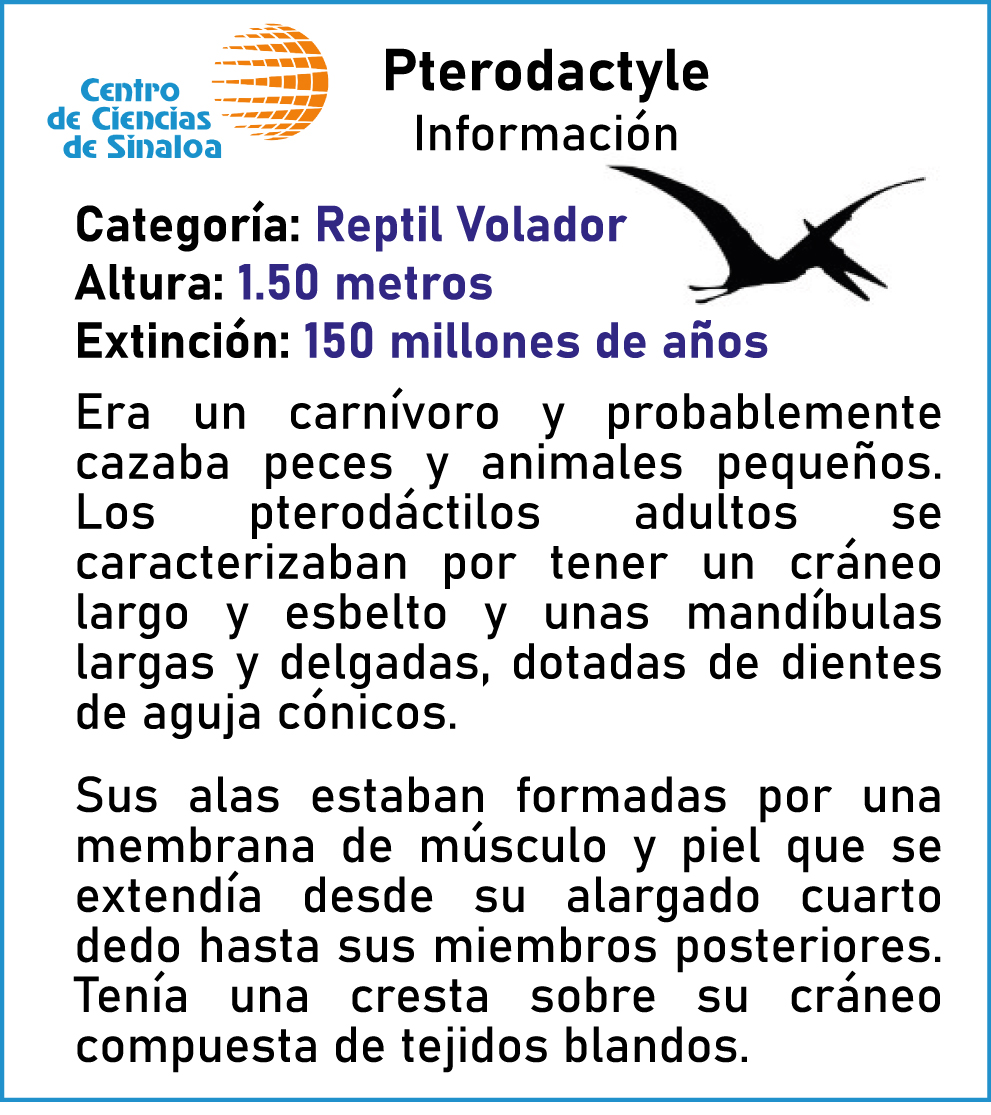 Centro
de Ciencias
de Sinaloa
Pterodactyle
Información
Categoría: Reptil Volador
Altura: 1.50 metros
Extinción: 150 millones de años
Era un carnívoro y probablemente
cazaba peces y animales pequeños.
Los pterodáctilos adultos se
caracterizaban por tener un cráneo
largo y esbelto y unas mandíbulas
largas y delgadas, dotadas de dientes
de aguja cónicos.
Sus alas estaban formadas por una
membrana de músculo y piel que se
extendía desde su alargado cuarto
dedo hasta sus miembros posteriores.
Tenía una cresta sobre su cráneo
compuesta de tejidos blandos.